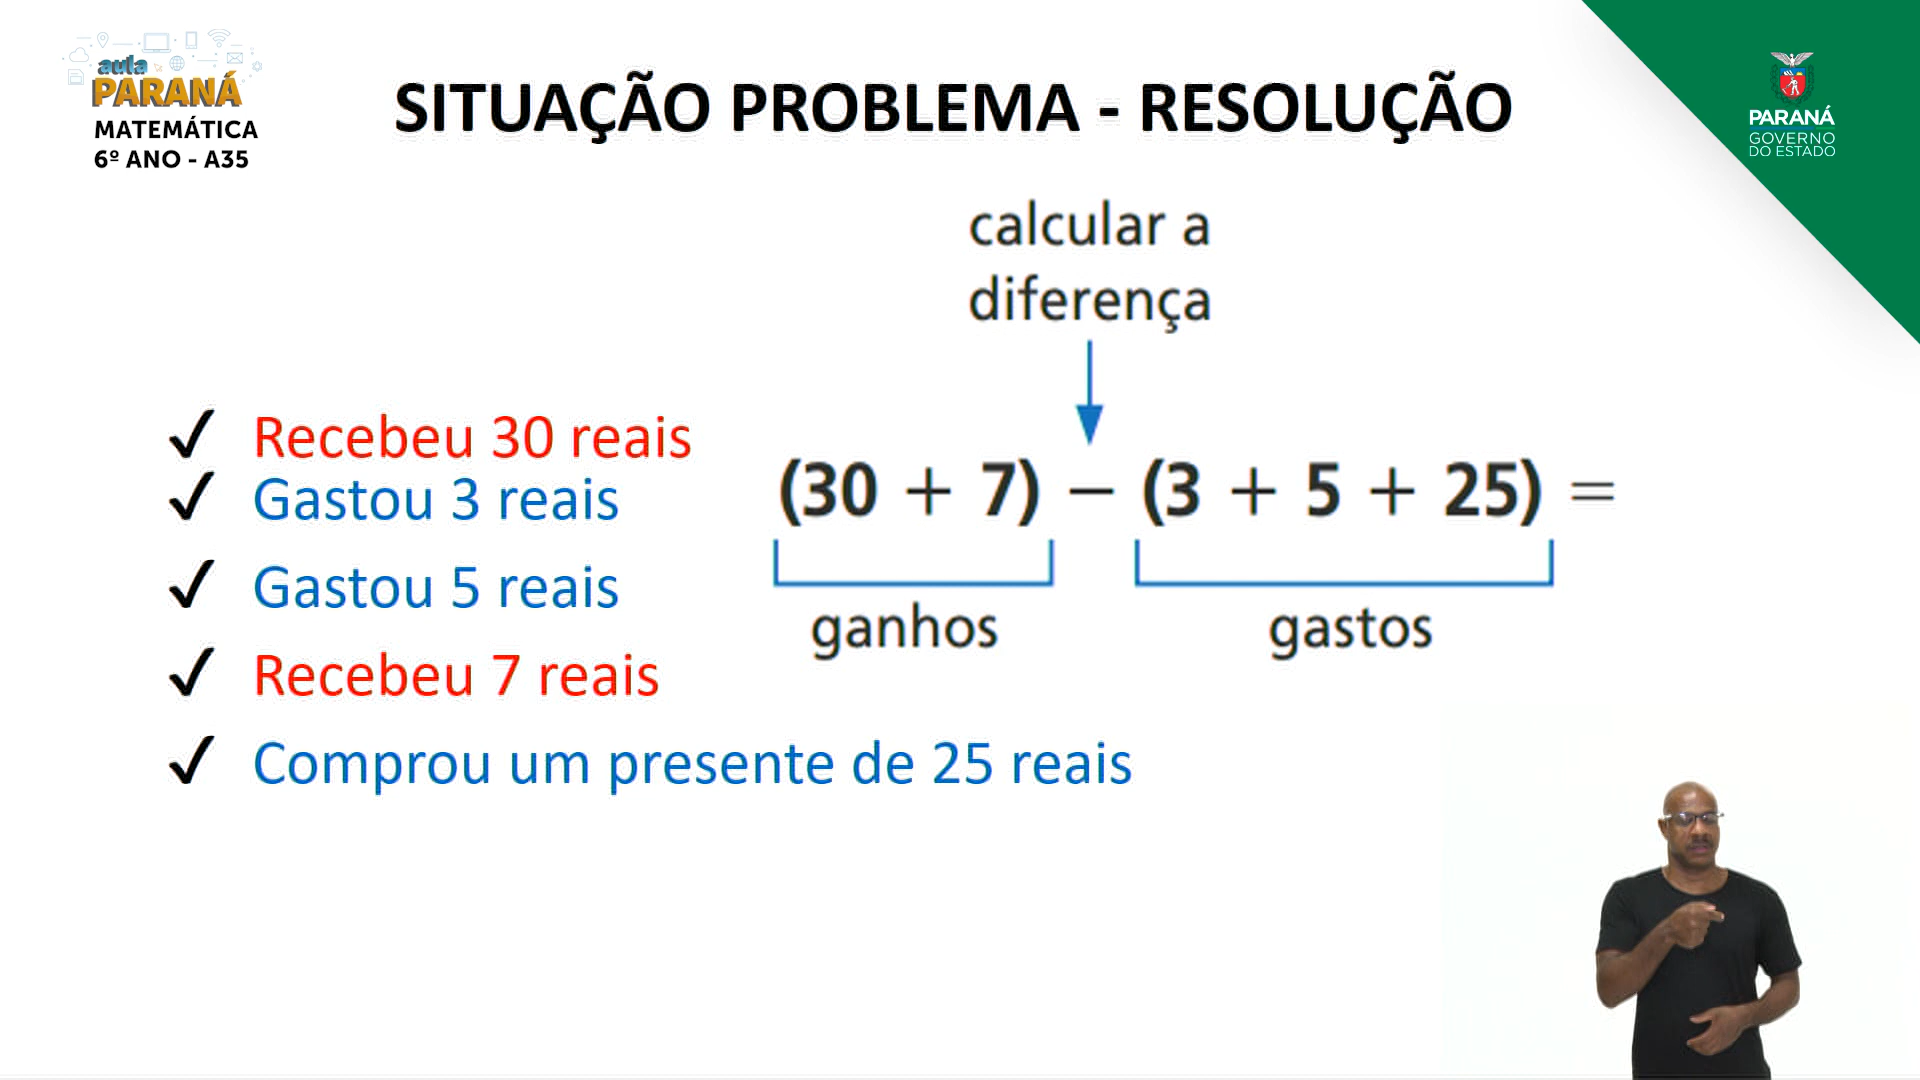 aula
PARANÁ
MATEMÁTICA
6º ANO - A35
SITUAÇÃO PROBLEMA - RESOLUÇÃO
PARANÁ
GOVERNO
DO ESTADO
calcular a
diferença
✓ Recebeu 30 reais
✓ Gastou 3 reais
✓ Gastou 5 reais
✓ Recebeu 7 reais
✓ Comprou um presente de 25 reais
(30 + 7) − (3 + 5 + 25) =
ganhos
gastos